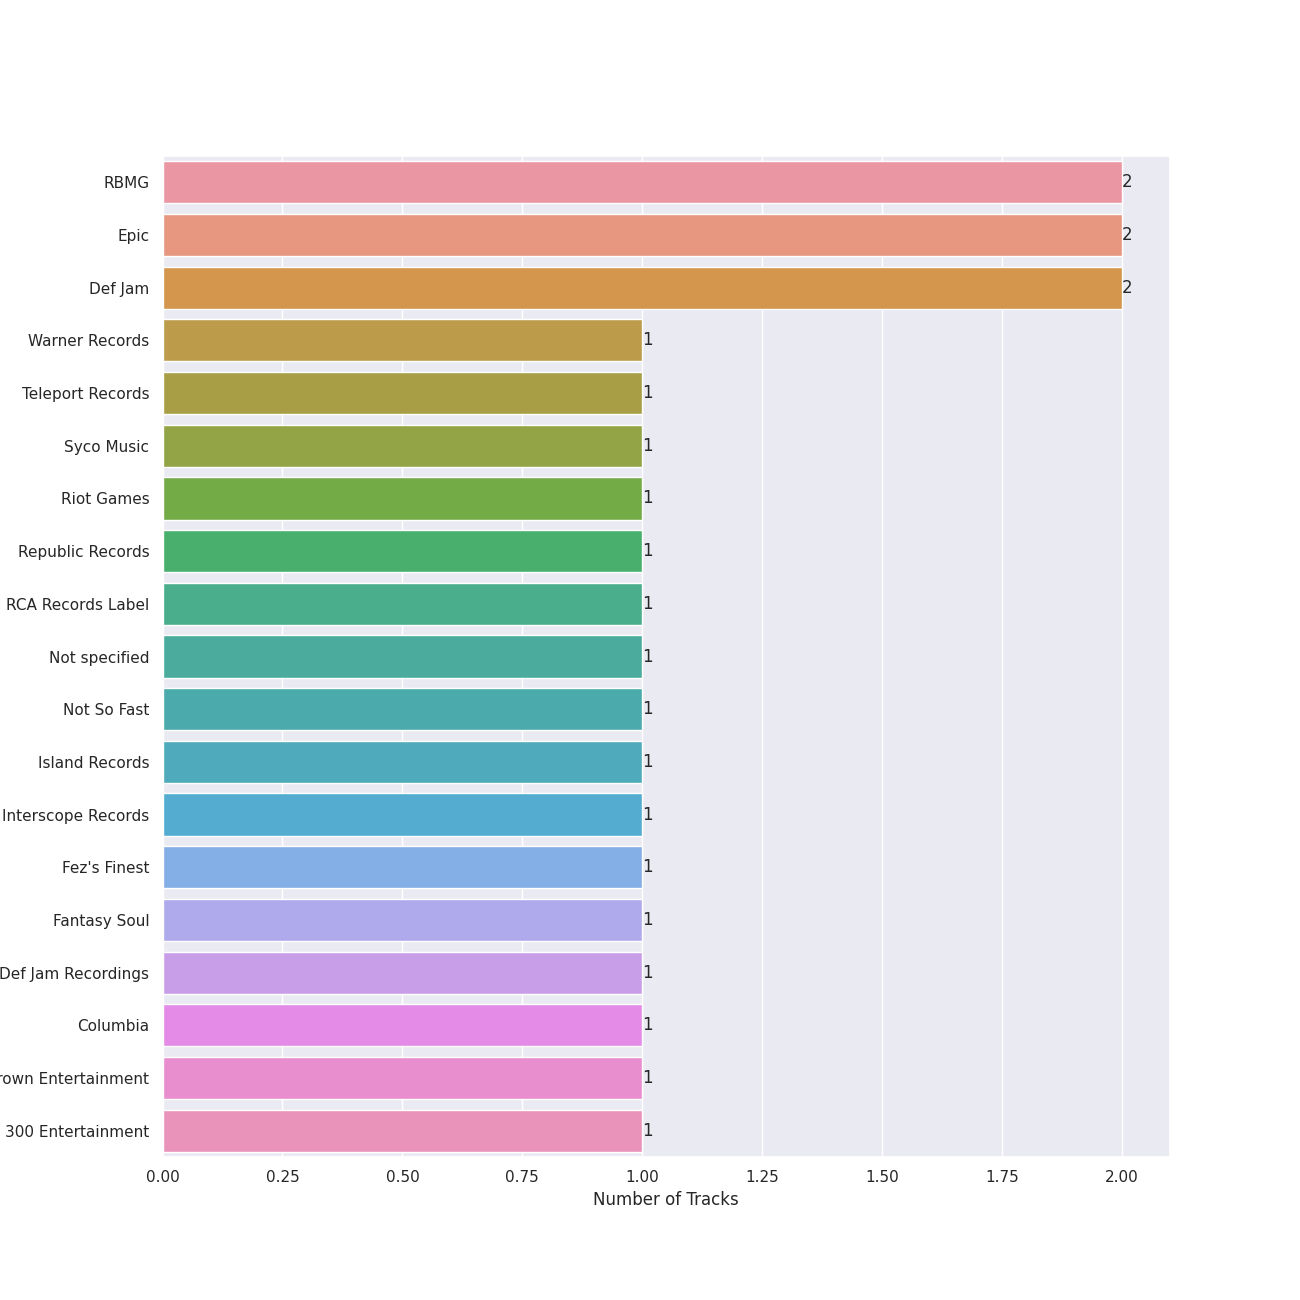 RBMG 2
Epic 2
Def Jam 2
Warner Records 1
Teleport Records 1
Syco Music 1
Riot Games 1
Republic Records 1
RCA Records Label 1
Not specified 1
Not So Fast 1
Island Records 1
Interscope Records 1
Fez's Finest 1
Fantasy Soul 1
Def Jam Recordings 1
Columbia 1
Entertainment 1
300 Entertainment 1
0.00 0.25 0.50 0.75 1.00 1.25 1.50 1.75 2.00
Number of Tracks